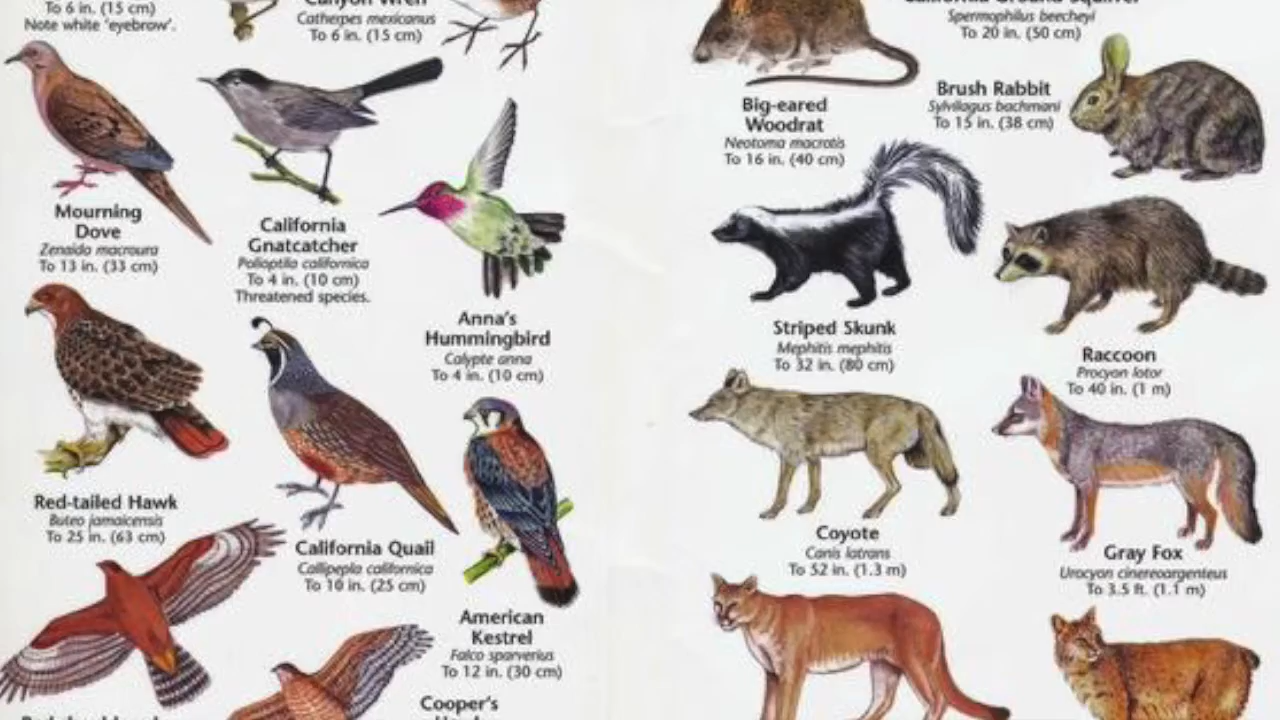 To 6 in. (15 cm)
Note white 'eyebrow'.
Canyon Wren
Catherpes mexicanus
To 6 in. (15 cm)
Mourning
Dove
Zenaida macroura
To 13 in. (33 cm)
California
Gnatcatcher
Polioptila californica
To 4 in. (10 cm)
Threatened species.
Anna's
Hummingbird
Calypte anna
To 4 in. (10 cm)
Red-tailed Hawk
Buteo jamaicensis
To 25 in. (63 cm)
California Quail
Callipepla californica
To 10 in. (25 cm)
American
Kestrel
Falco sparverius
To 12 in. (30 cm)
Cooper's
California Ground Squirrel
Spermophilus beecheyi
To 20 in. (50 cm)
Big-eared
Woodrat
Neotoma macrotis
To 16 in. (40 cm)
Brush Rabbit
Sylvilagus bachmani
To 15 in. (38 cm)
Striped Skunk
Mephitis mephitis
To 32 in. (80 cm)
Raccoon
Procyon lotor
To 40 in. (1 m)
Coyote
Canis latrans
To 52 in. (1.3 m)
Gray Fox
Urocyon cinereoargenteus
To 3.5 ft. (1.1 m)